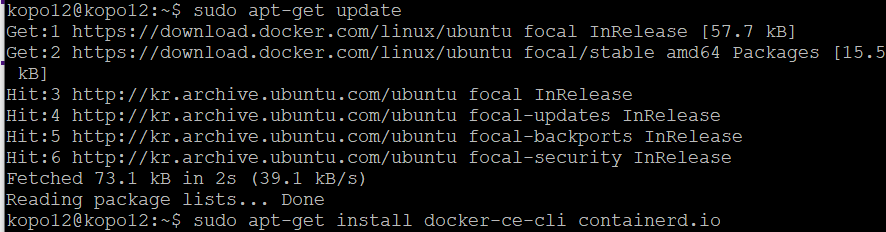 kopo12@kopo12:~$ sudo apt-get update
Get:1 https://download.docker.com/linux/ubuntu focal InRelease [57.7 kB]
Get:2 https://download.docker.com/linux/ubuntu focal/stable amd64 Packages [15.5
 kB]
Hit:3 http://kr.archive.ubuntu.com/ubuntu focal InRelease
Hit:4 http://kr.archive.ubuntu.com/ubuntu focal-updates InRelease
Hit:5 http://kr.archive.ubuntu.com/ubuntu focal-backports InRelease
Hit:6 http://kr.archive.ubuntu.com/ubuntu focal-security InRelease
Fetched 73.1 kB in 2s (39.1 kB/s)
Reading package lists... Done
kopo12@kopo12:~$ sudo apt-get install docker-ce-cli containerd.io